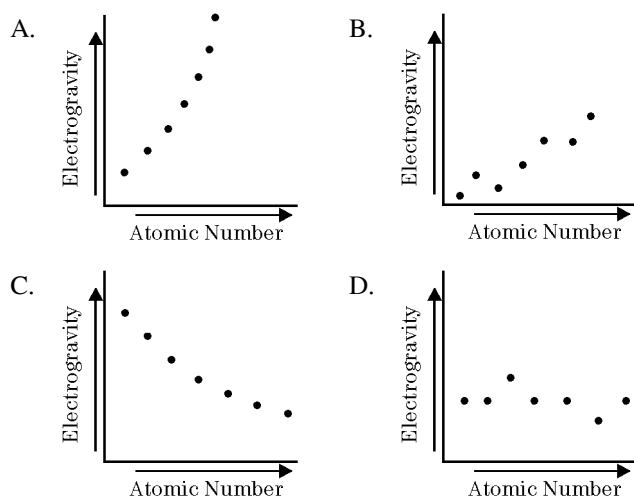 A.
Electrogravity
Atomic Number
B.
Electrogravity
Atomic Number
C.
Electrogravity
Atomic Number
D.
Electrogravity
Atomic Number